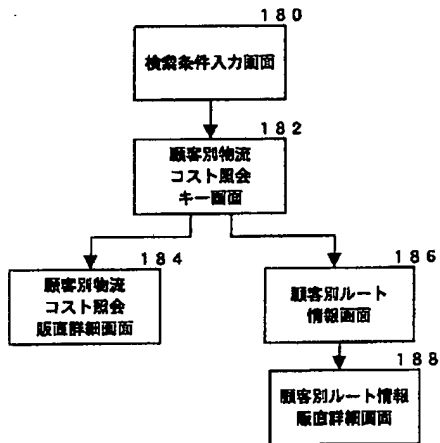 180
検索条件入力画面
182
顧客別物流
コスト照会
キー画面
184
顧客別物流
コスト照会
販直詳細画面
186
顧客別ルート
情報画面
188
顧客別ルート情報
販直詳細画面